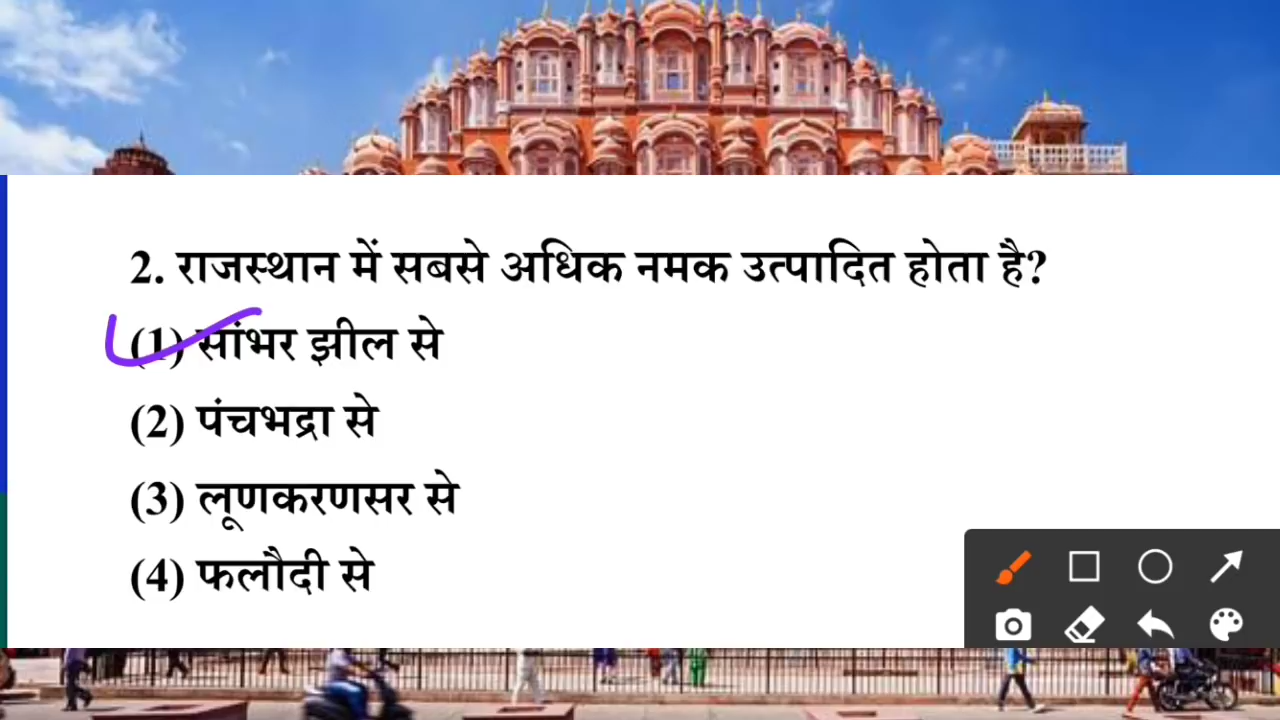 2. राजस्थान में सबसे अधिक नमक उत्पादित होता है?
(1) सांभर झील से
(2) पंचभद्रा से
(3) लूणकरणसर से
(4) फलौदी से